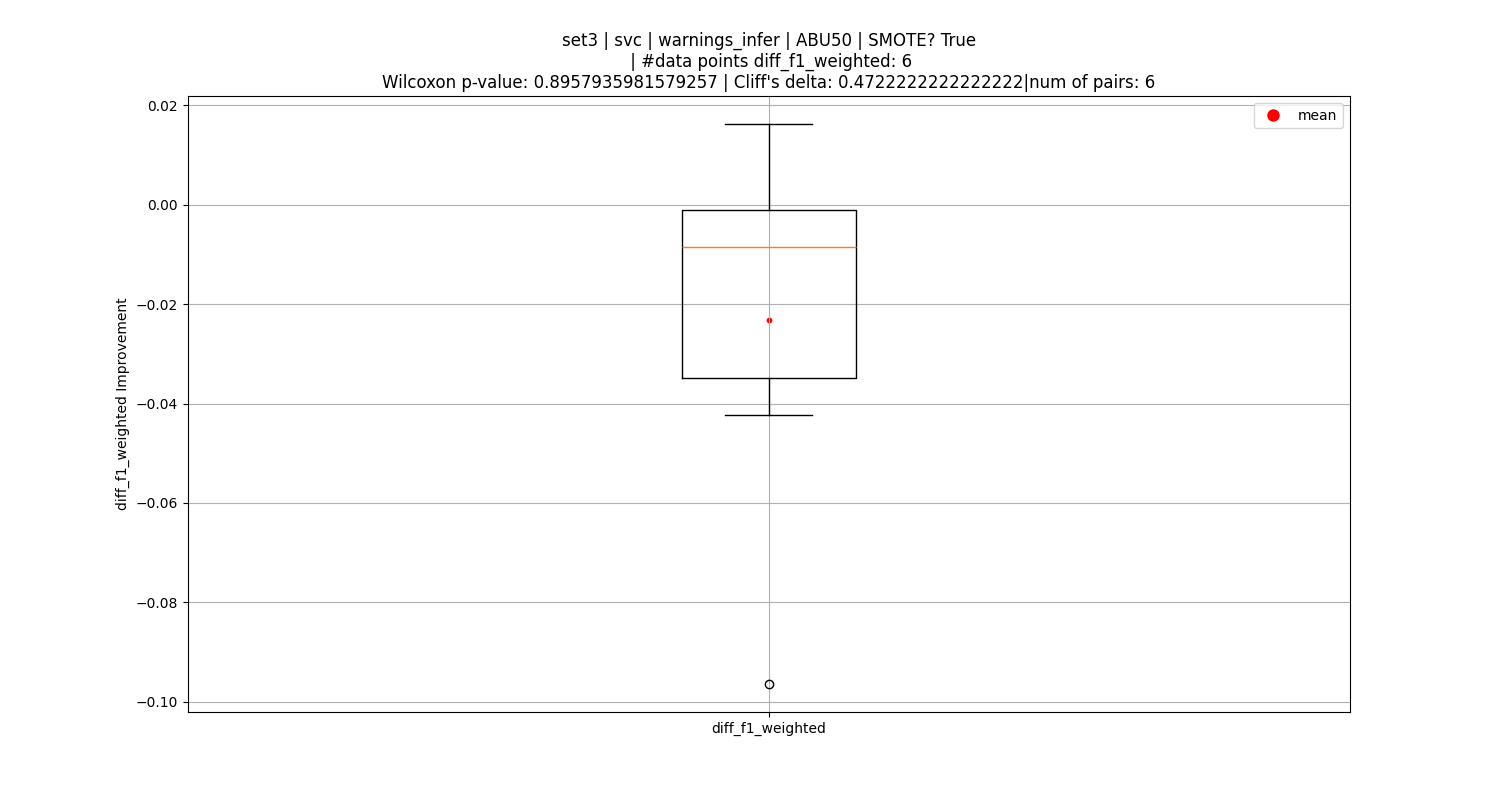 set3 | svc | warnings_infer | ABU50 | SMOTE? True
| #data points diff_f1_weighted: 6
Wilcoxon p-value: 0.8957935981579257 | Cliff's delta: 0.4722222222222222|num of pairs: 6
mean
0.02
0.00
−0.02
−0.04
−0.06
−0.08
−0.10
diff_f1_weighted Improvement
diff_f1_weighted